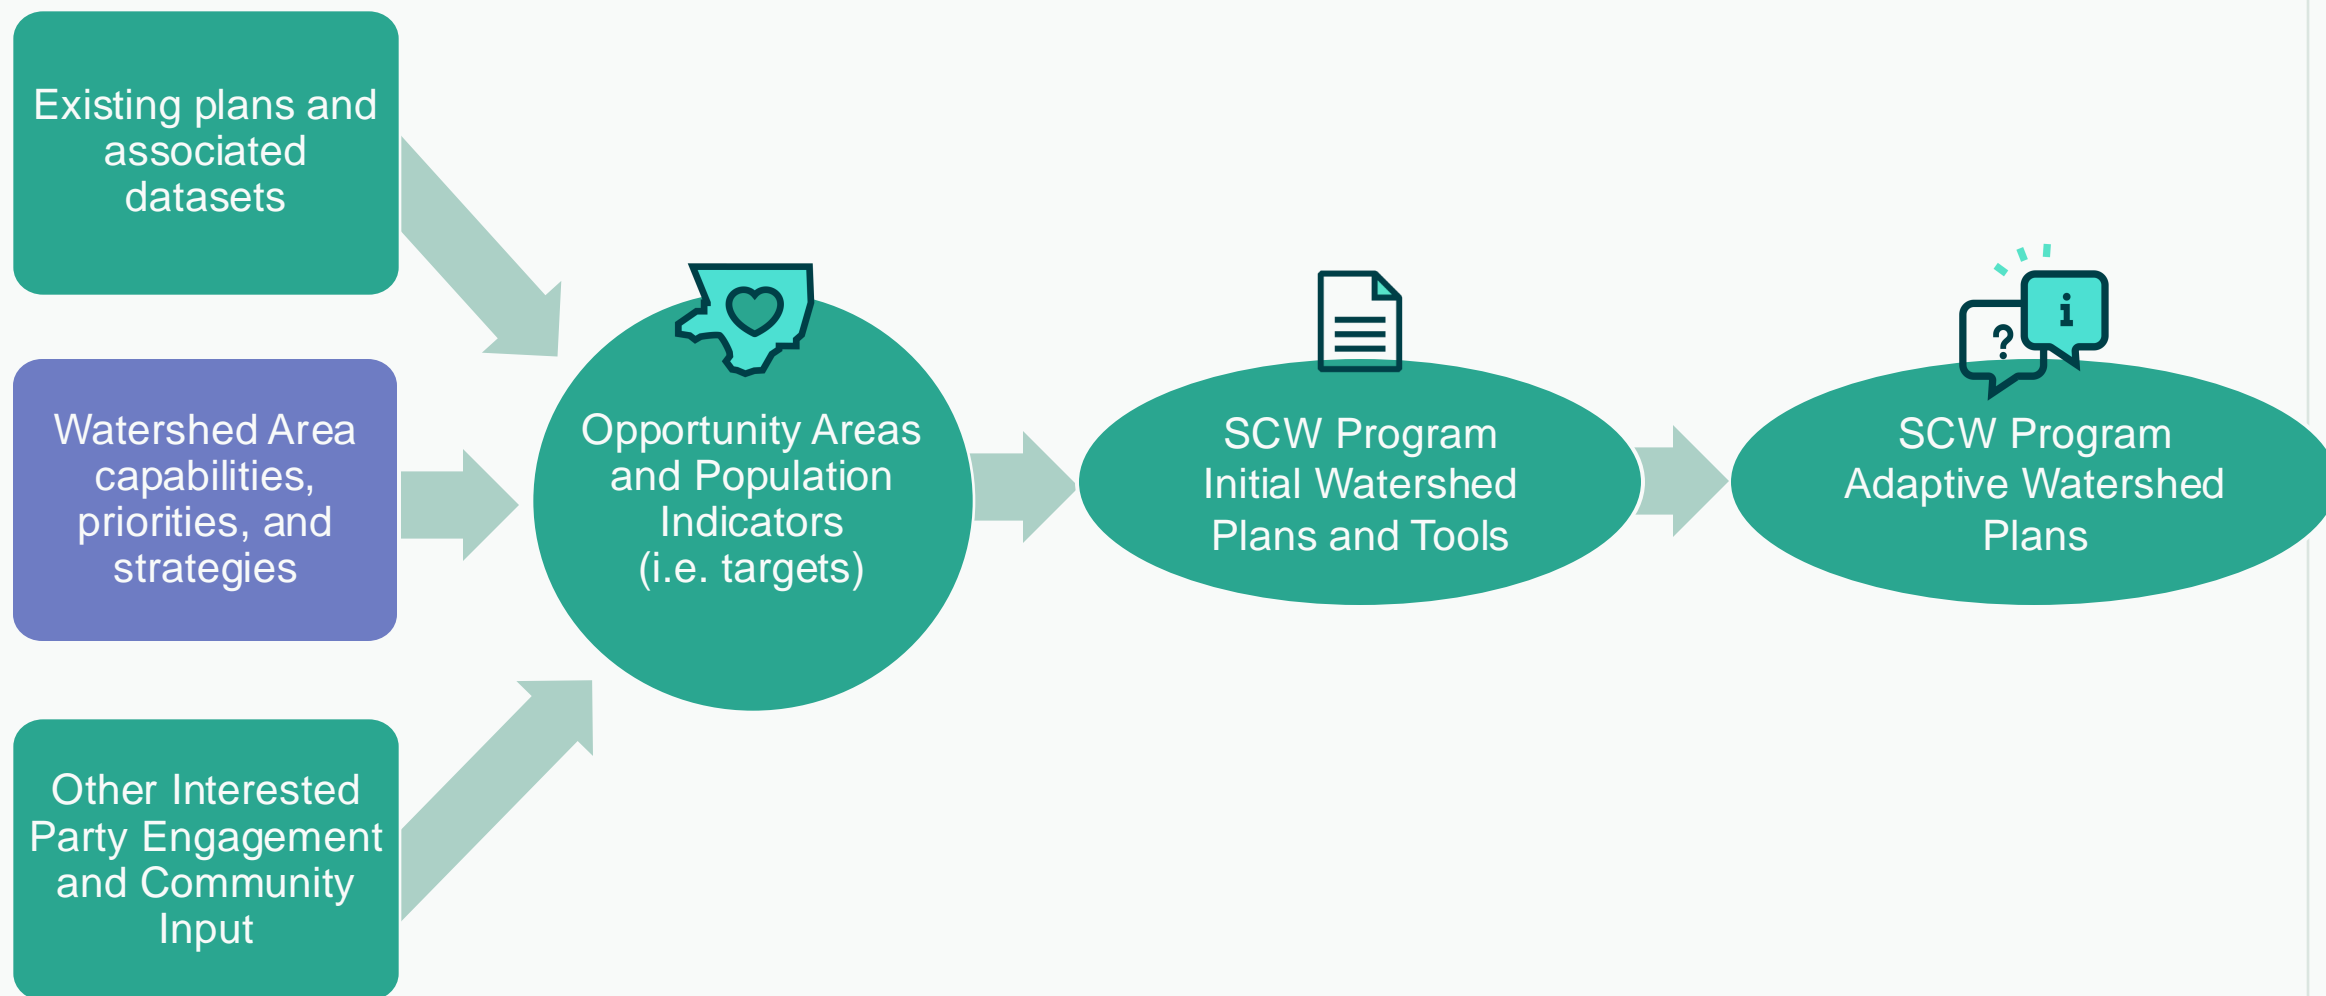 Existing plans and
associated
datasets
Watershed Area
capabilities,
priorities, and
strategies
Other Interested
Party Engagement
and Community
Input
Opportunity Areas
and Population
Indicators
(i.e. targets)
SCW Program
Initial Watershed
Plans and Tools
?
i
SCW Program
Adaptive Watershed
Plans